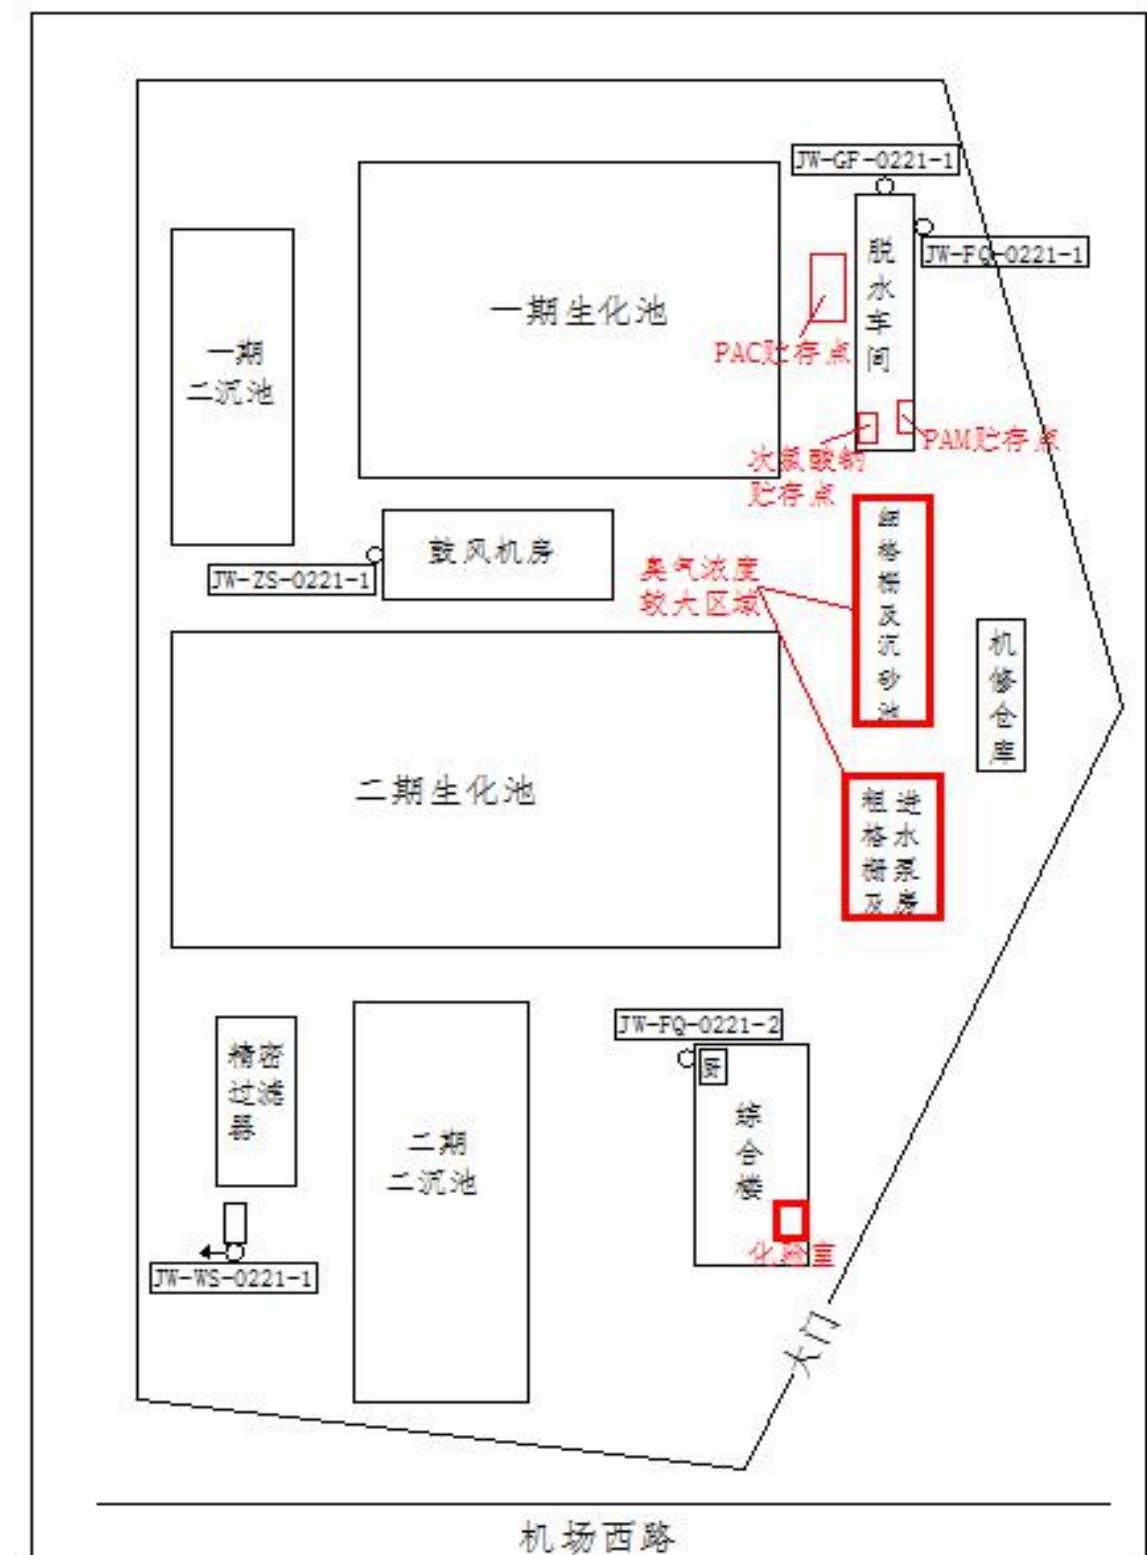 JW-GF-0221-1
JW-FQ-0221-1
脱水车间
一期生化池
PAC贮存点
一期
二沉池
PAM贮存点
次氯酸钠
贮存点
鼓风机房
JW-ZS-0221-1
臭气浓度
较大区域
细格栅及沉砂池
机修仓库
二期生化池
粗格栅及
进水泵房
JW-FQ-0221-2
厨
精密
过滤
器
综合楼
二期
二沉池
化验室
JW-WS-0221-1
大门
机场西路